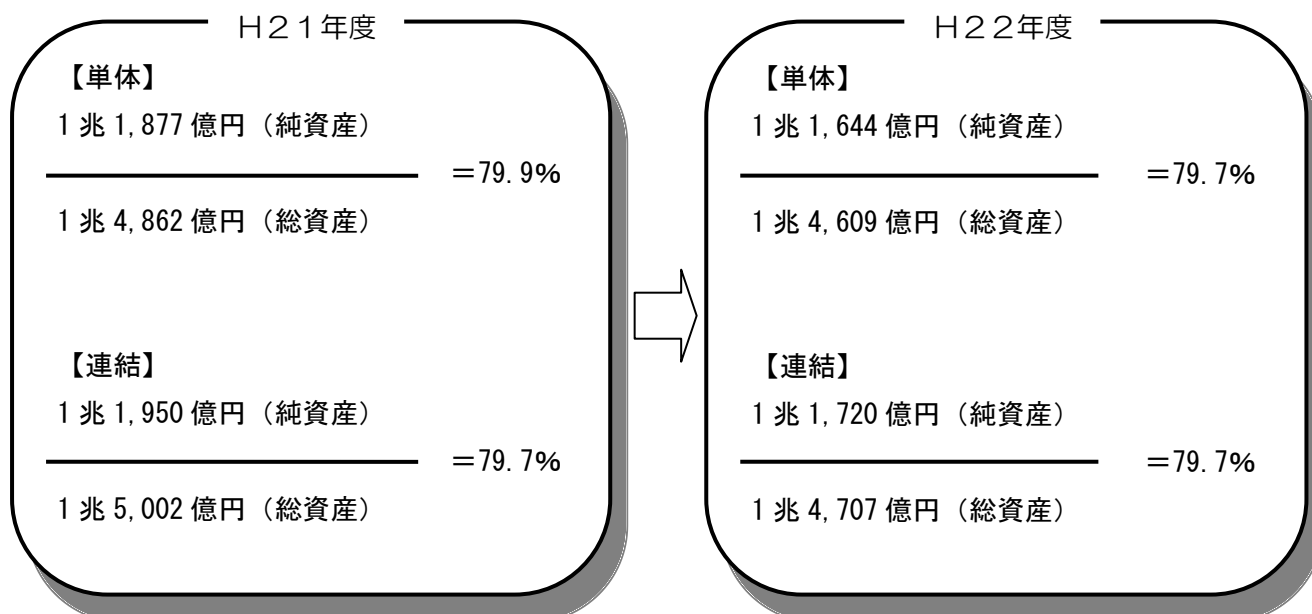 H21年度
【単体】
1兆1,877億円（純資産）
＝79.9%
1兆4,862億円（総資産）
【連結】
1兆1,950億円（純資産）
＝79.7%
1兆5,002億円（総資産）
H22年度
【単体】
1兆1,644億円（純資産）
＝79.7%
1兆4,609億円（総資産）
【連結】
1兆1,720億円（純資産）
＝79.7%
1兆4,707億円（総資産）